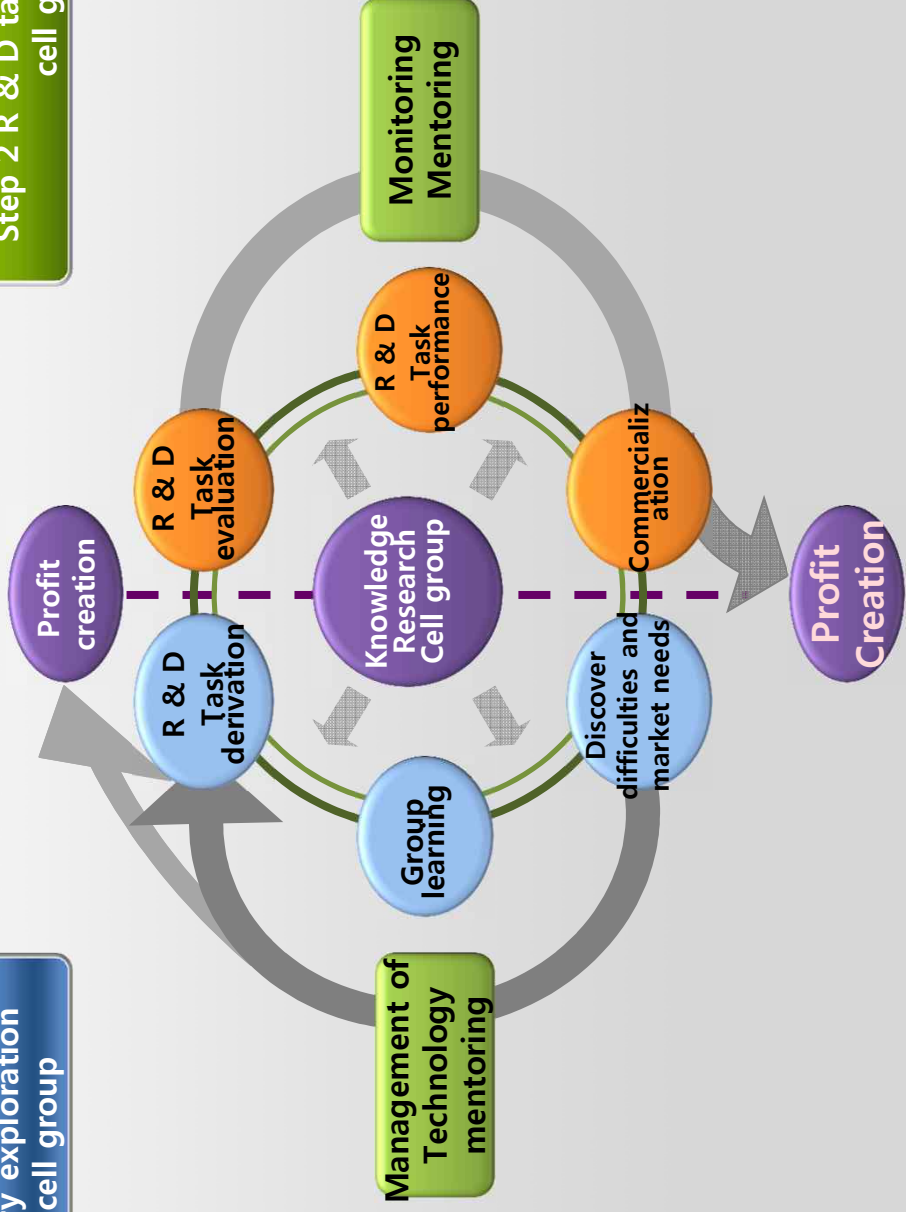 y exploration
cell group
Step 2 R & D ta
cell g
Profit
creation
R & D
Task
derivation
R & D
Task
evaluation
Management of
Technology
mentoring
Group
learning
Knowledge
Research
Cell group
R & D
Task
performance
Monitoring
Mentoring
Discover
difficulties and
market needs
Commercializ
ation
Profit
Creation